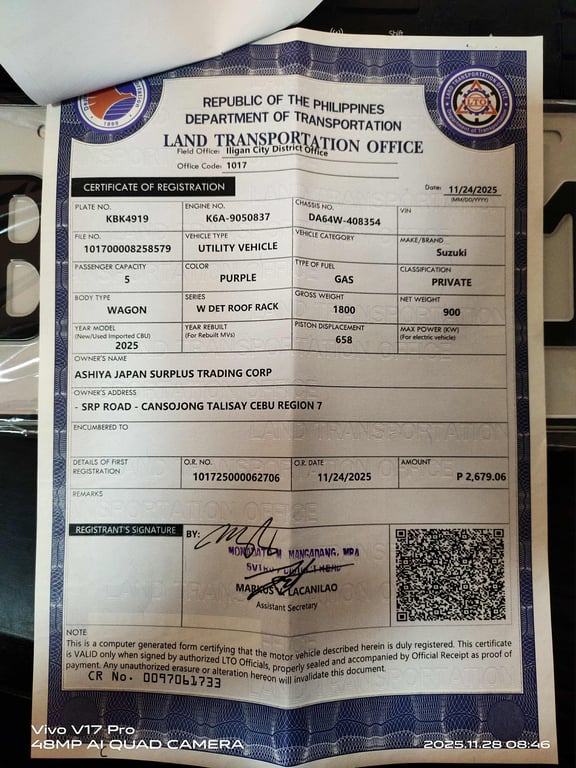 REPUBLIC OF THE PHILIPPINES
DEPARTMENT OF TRANSPORTATION
LAND TRANSPORTATION OFFICE
Field Office: Iligan City District Office
Office Code: 1017
CERTIFICATE OF REGISTRATION
Date: 11/24/2025
(MM/DD/YYYY)
PLATE NO. ENGINE NO. CHASSIS NO. VIN
KBK4919 K6A-9050837 DA64W-408354
FILE NO. VEHICLE TYPE VEHICLE CATEGORY MAKE/BRAND
101700008258579 UTILITY VEHICLE Suzuki
PASSENGER CAPACITY COLOR TYPE OF FUEL CLASSIFICATION
5 PURPLE GAS PRIVATE
BODY TYPE SERIES GROSS WEIGHT NET WEIGHT
WAGON W DET ROOF RACK 1800 900
YEAR MODEL YEAR REBUILT PISTON DISPLACEMENT MAX POWER (KW)
(New/Used Imported CBU) (For Rebuilt MVs) (For electric vehicle)
2025 658
OWNER'S NAME
ASHIYA JAPAN SURPLUS TRADING CORP
OWNER'S ADDRESS
- SRP ROAD - CANSOJONG TALISAY CEBU REGION 7
ENCUMBERED TO
DETAILS OF FIRST O.R. NO. O.R. DATE AMOUNT
REGISTRATION 101725000062706 11/24/2025 P 2,679.06
REMARKS
REGISTRANT'S SIGNATURE BY:
MANGADANG, MPA
MARKUS V. LACANILAO
Assistant Secretary
NOTE
This is a computer generated form certifying that the motor vehicle described herein is duly registered. This certificate
is VALID only when signed by authorized LTO Officials, properly sealed and accompanied by Official Receipt as proof of
payment. Any unauthorized erasure or alteration hereon will invalidate this document.
CR No. 0097061733
Vivo V17 Pro
48MP AI QUAD CAMERA
2025.11.28 08:46